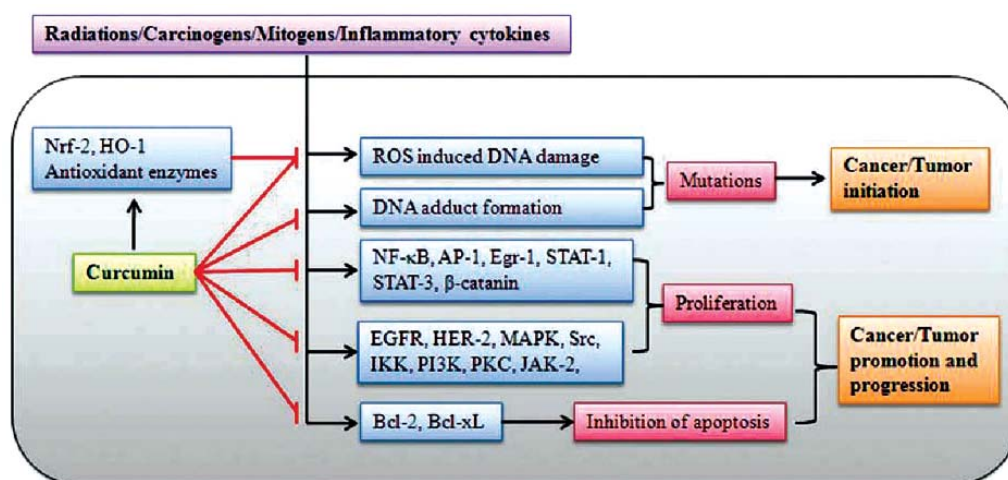 Radiations/Carcinogens/Mitogens/Inflammatory cytokines
Nrf-2, HO-1
Antioxidant enzymes
Curcumin
ROS induced DNA damage
DNA adduct formation
Mutations
Cancer/Tumor
initiation
NF-κB, AP-1, Egr-1, STAT-1,
STAT-3, β-catanin
EGFR, HER-2, MAPK, Src,
IKK, PI3K, PKC, JAK-2,
Proliferation
Bcl-2, Bcl-xL
Inhibition of apoptosis
Cancer/Tumor
promotion and
progression